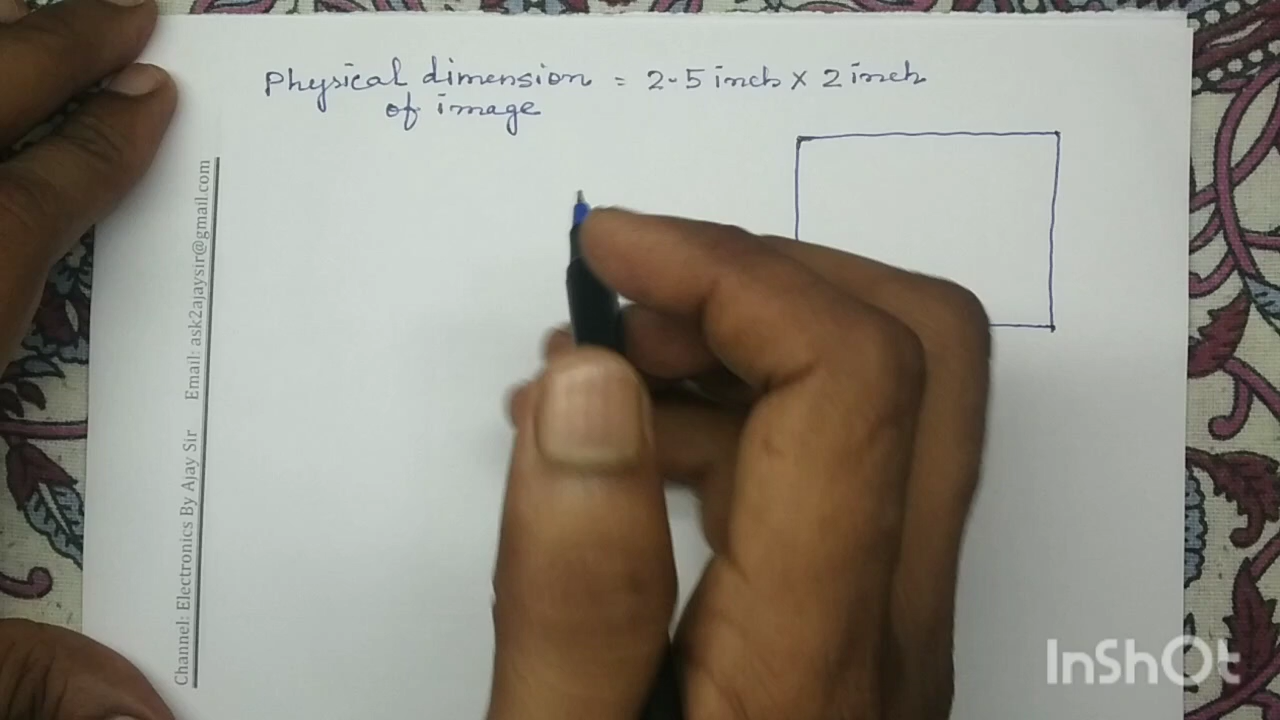 Physical dimension = 2.5 inch × 2 inch
of image
Channel: Electronics By Ajay Sir Email: ask2ajaysir@gmail.com
InShOt